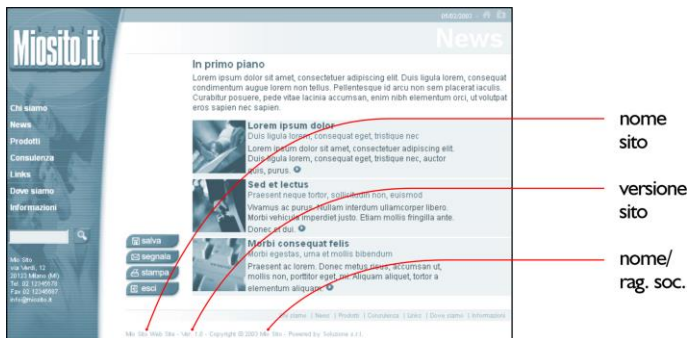 Miosito.it
05/02/2003
News
In primo piano
Lorem ipsum dolor sit amet, consectetuer adipiscing elit. Duis ligula lorem, consequat
condimentum augue lorem non tellus. Pellentesque id arcu non sem placerat iaculis.
Curabitur posuere, pede vitae lacinia accumsan, enim nibh elementum orci, ut volutpat
eros sapien nec sapien.
Chi siamo
News
Prodotti
Consulenza
Links
Dove siamo
Informazioni
Lorem ipsum dolor
Duis ligula lorem, consequat eget, tristique nec
Lorem ipsum dolor sit amet, consectetuer adipiscing elit.
Duis ligula lorem, consequat eget, tristique nec, auctor
quis, purus.
Sed et lectus
Praesent neque tortor, sollicitudin non, euismod
Vivamus ac purus. Nullam interdum ullamcorper libero.
Morbi vehicula imperdiet justo. Etiam mollis fringilla ante.
Donec et dui.
Morbi consequat felis
Morbi egestas, urna et mollis bibendum
Praesent ac lorem. Donec metus risus, accumsan ut,
mollis non, porttitor eget, mi. Aliquam aliquet, tortor a
elementum aliquam.
salva
segnala
stampa
esci
Mio Sito
via Verdi, 12
20123 Milano (MI)
Tel. 02 12345678
Fax 02 12345667
info@miosito.it
Chi siamo | News | Prodotti | Consulenza | Links | Dove siamo | Informazioni
Mio Sito Web Site - Ver. 1.0 - Copyright © 2003 Mio Sito - Powered by Soluzione s.r.l.
nome
sito
versione
sito
nome/
rag. soc.